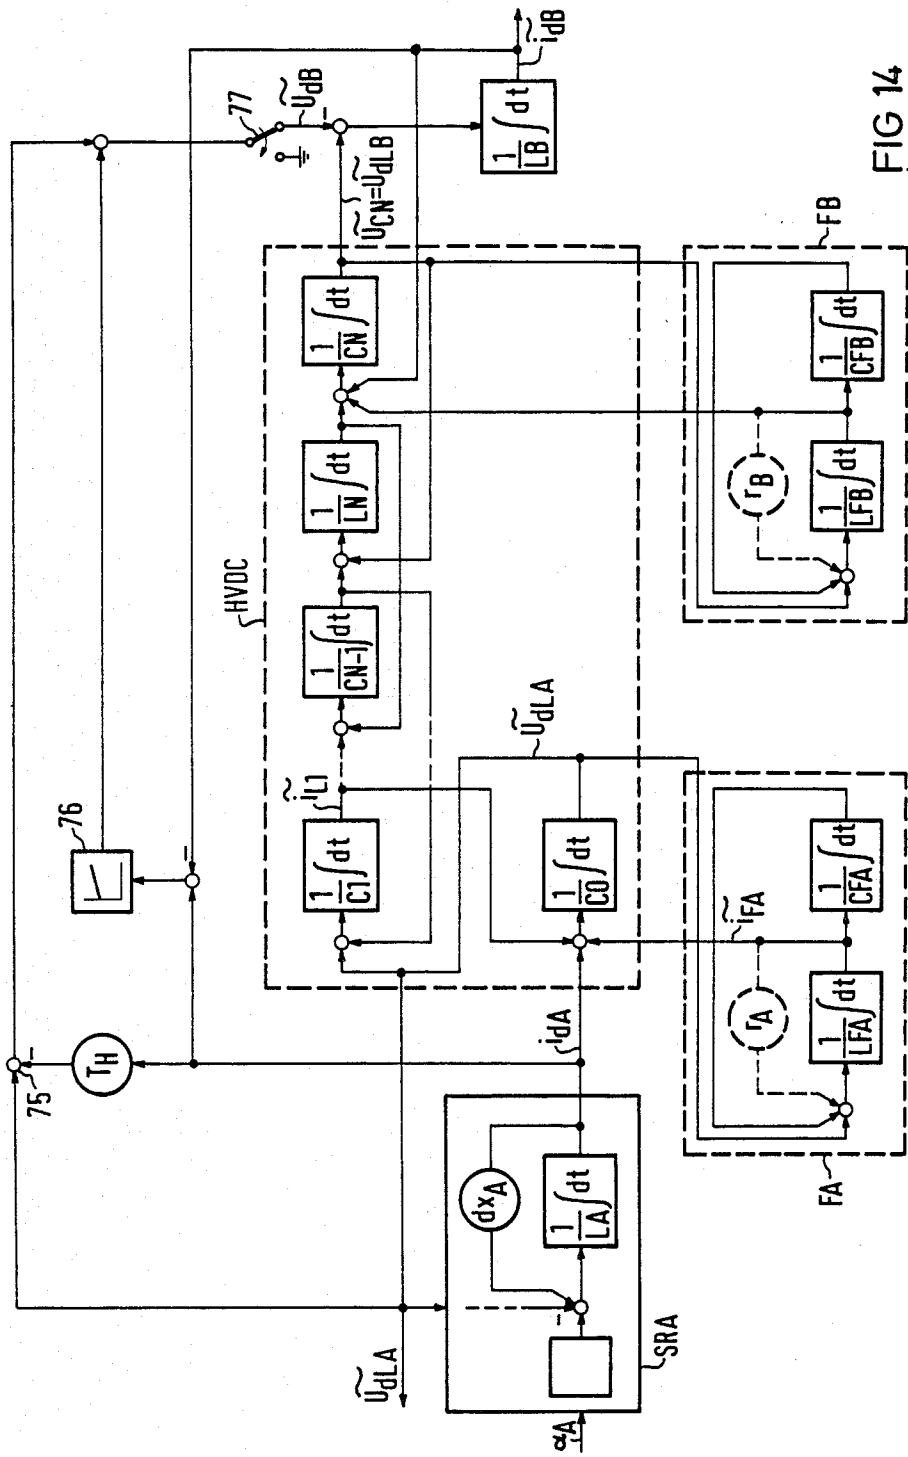 75
T_H
76
77
ĩ_dB
Ũ_dB
1/LB ∫dt
Ũ_CN=Ũ_dLB
HVDC
1/C1 ∫dt
ĩ_L1
1/CN-1 ∫dt
1/LN ∫dt
1/CN ∫dt
Ũ_dLA
α_A
SRA
dx_A
1/LA ∫dt
ĩ_dA
1/C0 ∫dt
Ũ_dLA
FA
r_A
1/LFA ∫dt
ĩ_FA
1/CFA ∫dt
r_B
1/LFB ∫dt
1/CFB ∫dt
FB
FIG 14